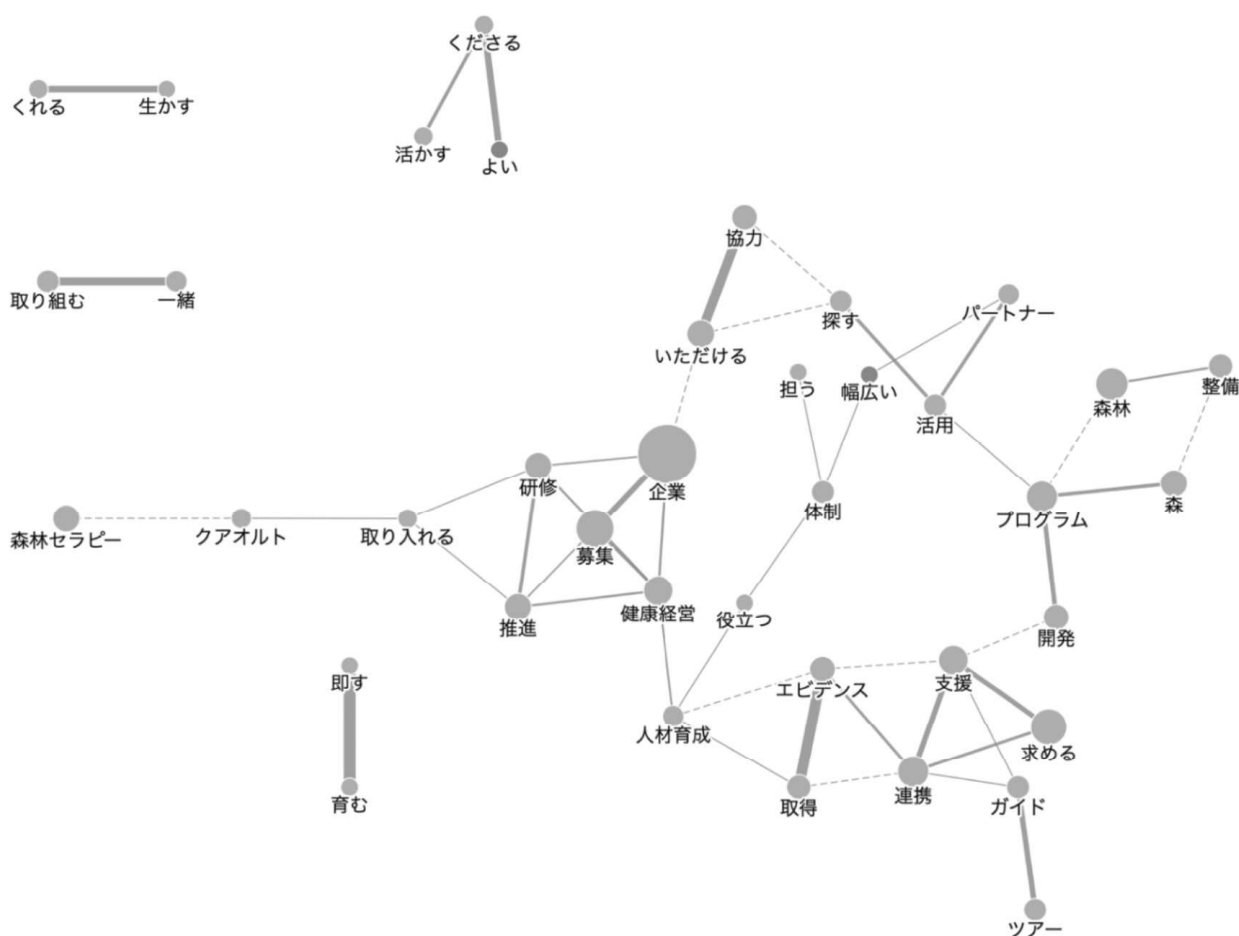 くださる
くれる
生かす
活かす
よい
協力
取り組む
一緒
探す
パートナー
いただける
担う
幅広い
活用
森林
整備
研修
企業
体制
プログラム
森
森林セラピー
クアオルト
取り入れる
募集
推進
健康経営
役立つ
開発
即す
エビデンス
支援
人材育成
求める
育む
取得
連携
ガイド
ツアー